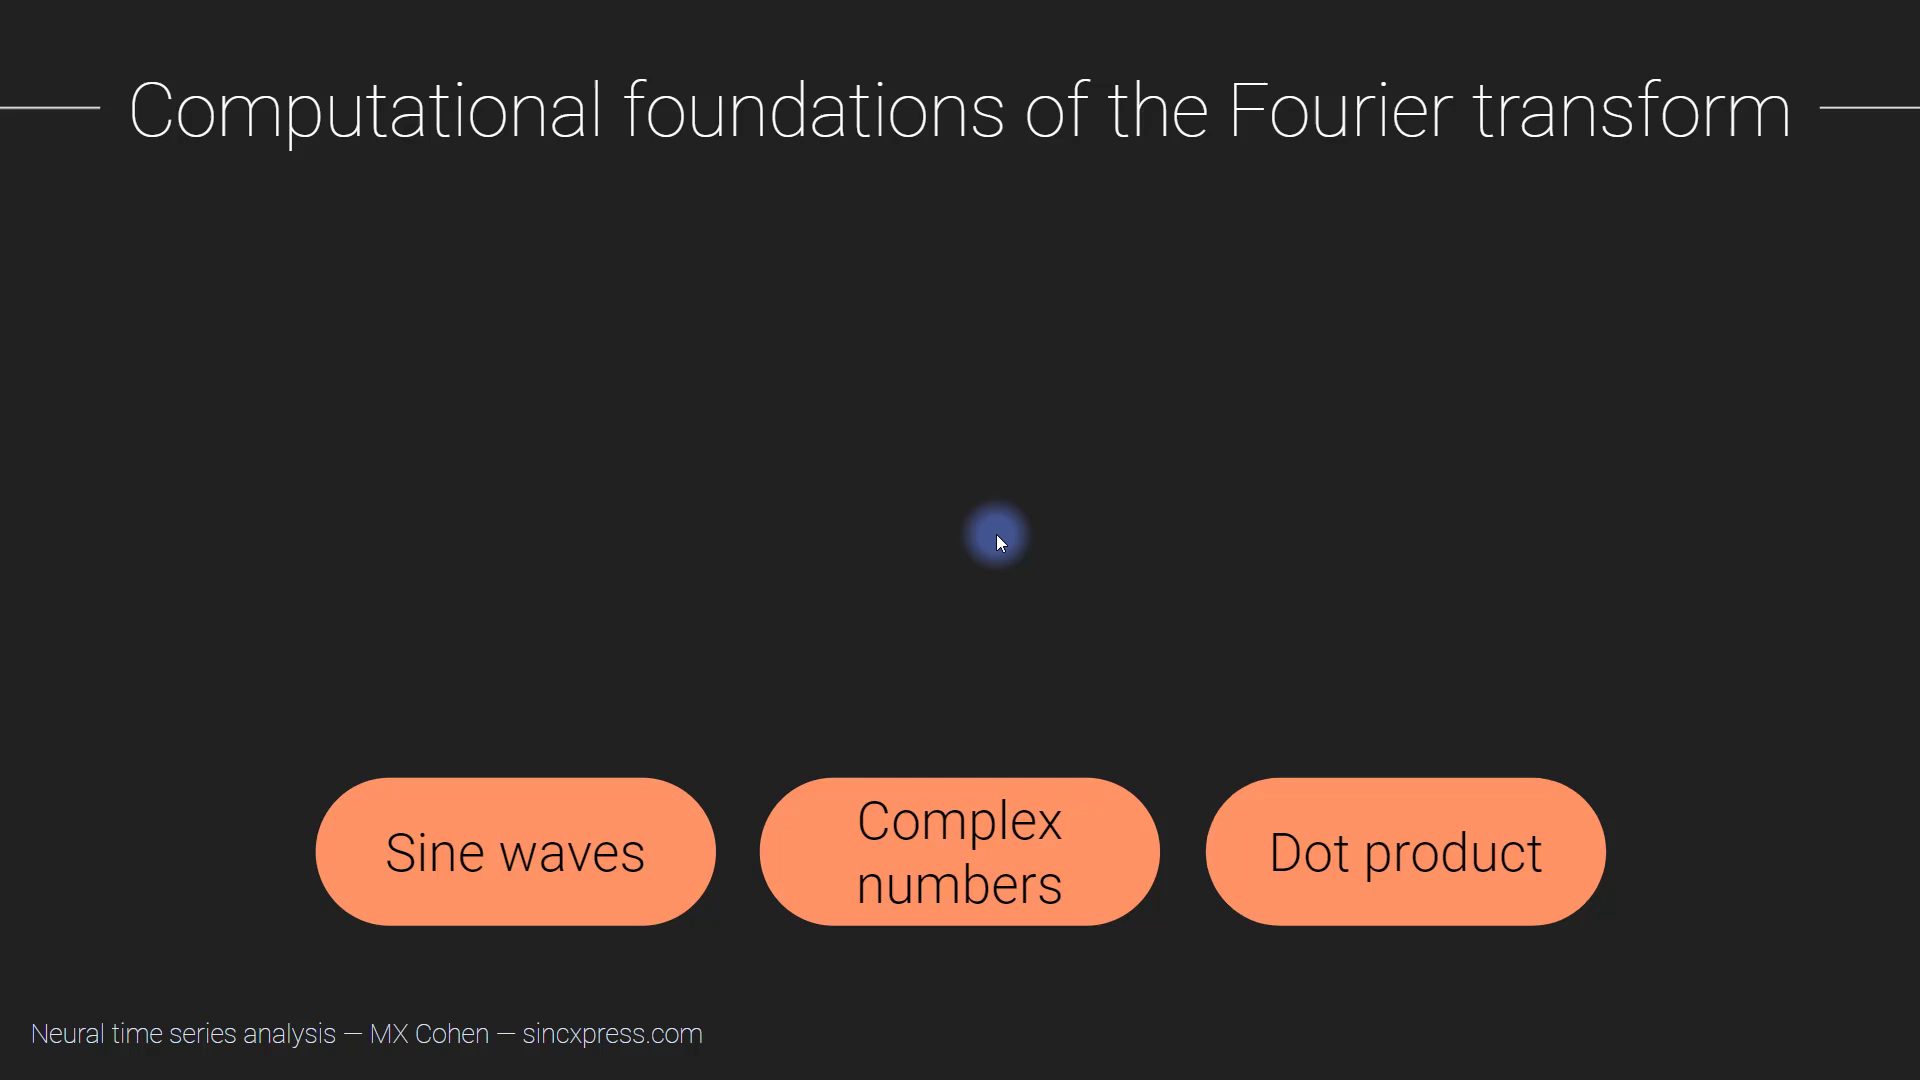 Computational foundations of the Fourier transform
Sine waves
Complex
numbers
Dot product
Neural time series analysis — MX Cohen — sincxpress.com